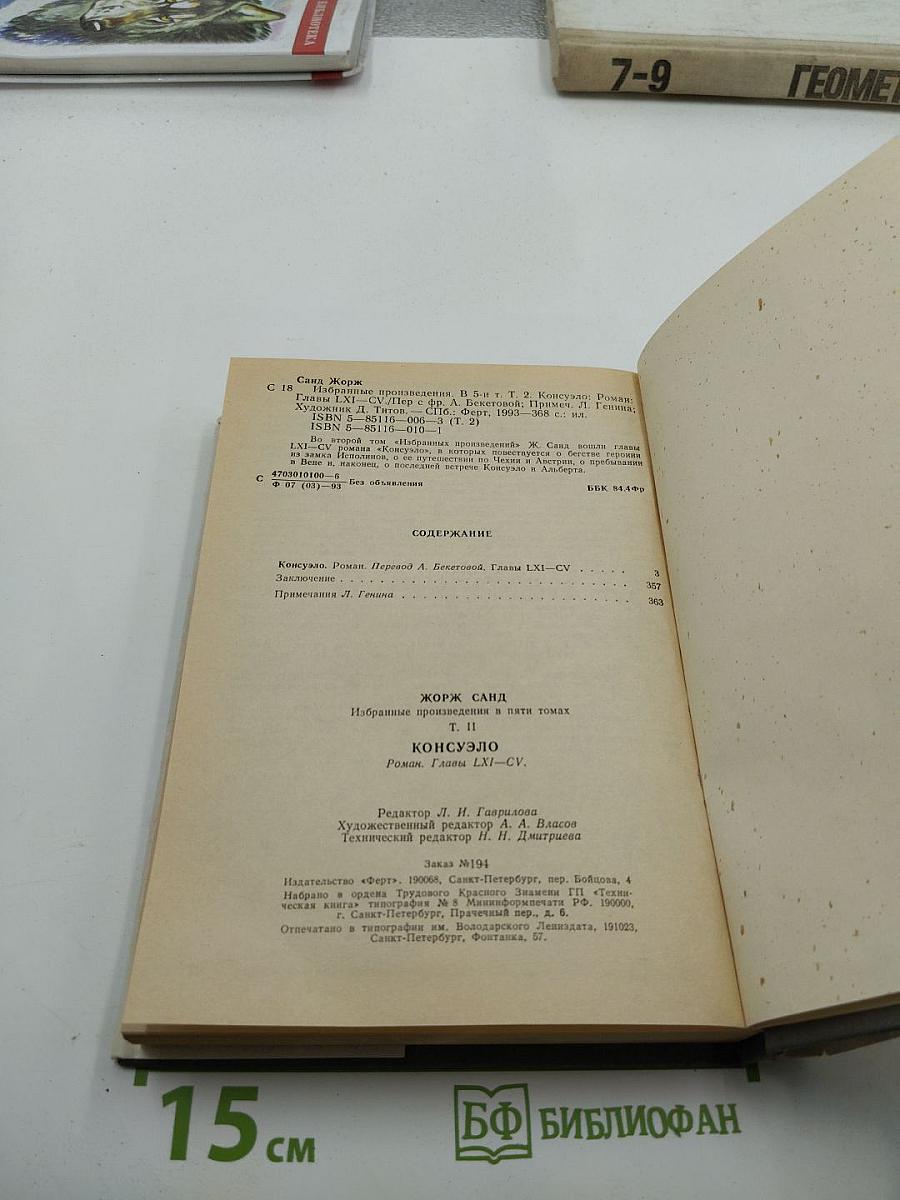 БИБЛИОТЕКА
7-9 ГЕОМЕТ
Санд Жорж
С 18 Избранные произведения. В 5-и т. Т. 2. Консуэло: Роман:
Главы LXI—CV./Пер с фр. А. Бекетовой; Примеч. Л. Генина;
Художник Д. Титов. — СПб.: Ферт, 1993—368 с.: ил.
ISBN 5—85116—006—3 (Т. 2)
ISBN 5—85116—010—1
Во второй том «Избранных произведений» Ж. Санд вошли главы
LXI—CV романа «Консуэло», в которых повествуется о бегстве героини
из замка Исполинов, о ее путешествии по Чехии и Австрии, о пребывании
в Вене и, наконец, о последней встрече Консуэло и Альберта.
С 4703010100—6
Ф 07 (03)—93 Без объявления
ББК 84.4Фр
СОДЕРЖАНИЕ
Консуэло. Роман. Перевод А. Бекетовой. Главы LXI—CV . . . . . 3
Заключение . . . . . . . . . . . . . . . . . . . . . . . . . . 357
Примечания Л. Генина . . . . . . . . . . . . . . . . . . . . . 363
ЖОРЖ САНД
Избранные произведения в пяти томах
Т. II
КОНСУЭЛО
Роман. Главы LXI—CV.
Редактор Л. И. Гаврилова
Художественный редактор А. А. Власов
Технический редактор Н. Н. Дмитриева
Заказ №194
Издательство «Ферт». 190068, Санкт-Петербург, пер. Бойцова, 4
Набрано в ордена Трудового Красного Знамени ГП «Техни-
ческая книга» типография №8 Мининформпечати РФ. 190000,
г. Санкт-Петербург, Прачечный пер., д. 6.
Отпечатано в типографии им. Володарского Лениздата, 191023,
Санкт-Петербург, Фонтанка, 57.
15 см
БФ БИБЛИОФАН